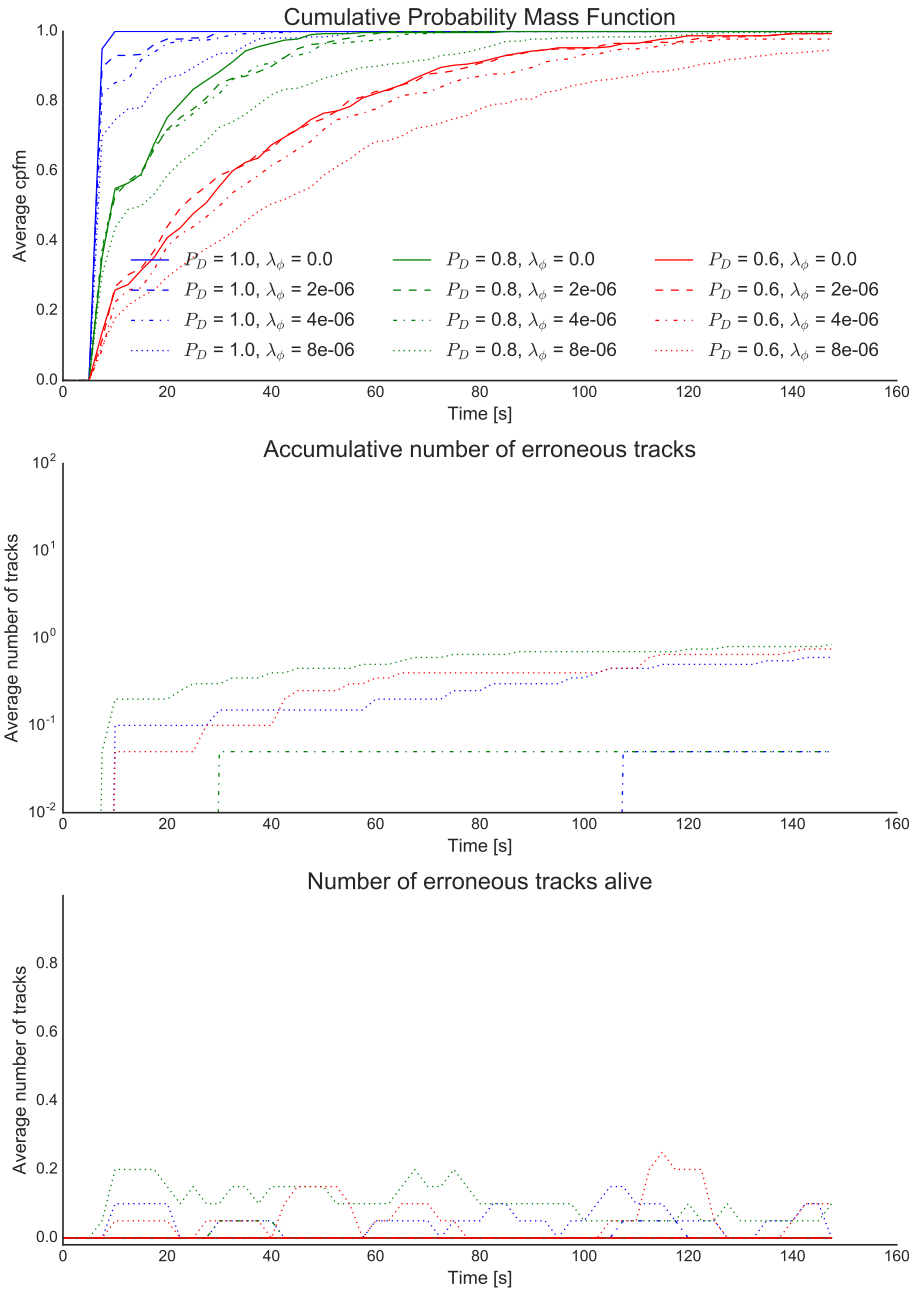 Cumulative Probability Mass Function
1.0
0.8
0.6
0.4
0.2
0.0
Average cpfm
P_D = 1.0, λ_ϕ = 0.0
P_D = 1.0, λ_ϕ = 2e-06
P_D = 1.0, λ_ϕ = 4e-06
P_D = 1.0, λ_ϕ = 8e-06
P_D = 0.8, λ_ϕ = 0.0
P_D = 0.8, λ_ϕ = 2e-06
P_D = 0.8, λ_ϕ = 4e-06
P_D = 0.8, λ_ϕ = 8e-06
P_D = 0.6, λ_ϕ = 0.0
P_D = 0.6, λ_ϕ = 2e-06
P_D = 0.6, λ_ϕ = 4e-06
P_D = 0.6, λ_ϕ = 8e-06
0 20 40 60 80 100 120 140 160
Time [s]
Accumulative number of erroneous tracks
10^2
10^1
10^0
10^-1
10^-2
Average number of tracks
0 20 40 60 80 100 120 140 160
Time [s]
Number of erroneous tracks alive
0.8
0.6
0.4
0.2
0.0
Average number of tracks
0 20 40 60 80 100 120 140 160
Time [s]